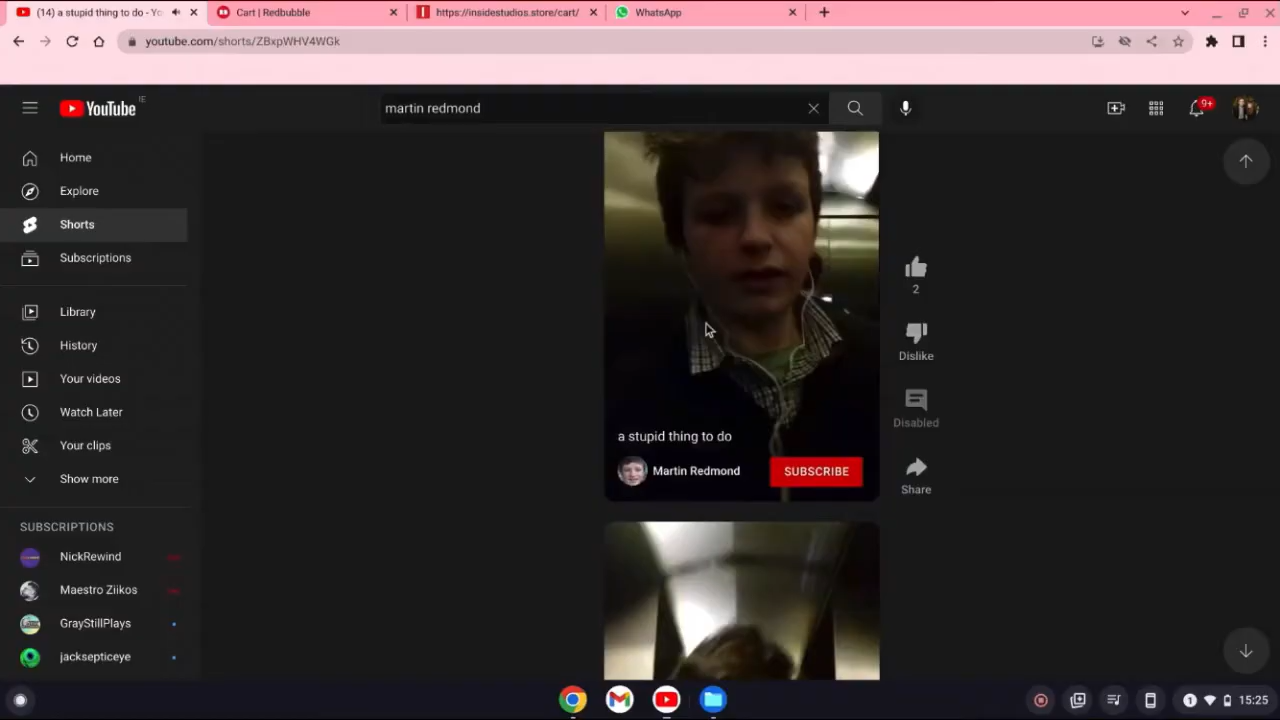 (14) a stupid thing to do - Yo
Cart | Redbubble
https://insidestudios.store/cart/
WhatsApp
youtube.com/shorts/ZBxpWHV4WGk
YouTube IE
martin redmond
9+
Home
Explore
Shorts
Subscriptions
Library
History
Your videos
Watch Later
Your clips
Show more
SUBSCRIPTIONS
NickRewind
Maestro Ziikos
GrayStillPlays
jacksepticeye
2
Dislike
Disabled
Share
a stupid thing to do
Martin Redmond
SUBSCRIBE
1
15:25